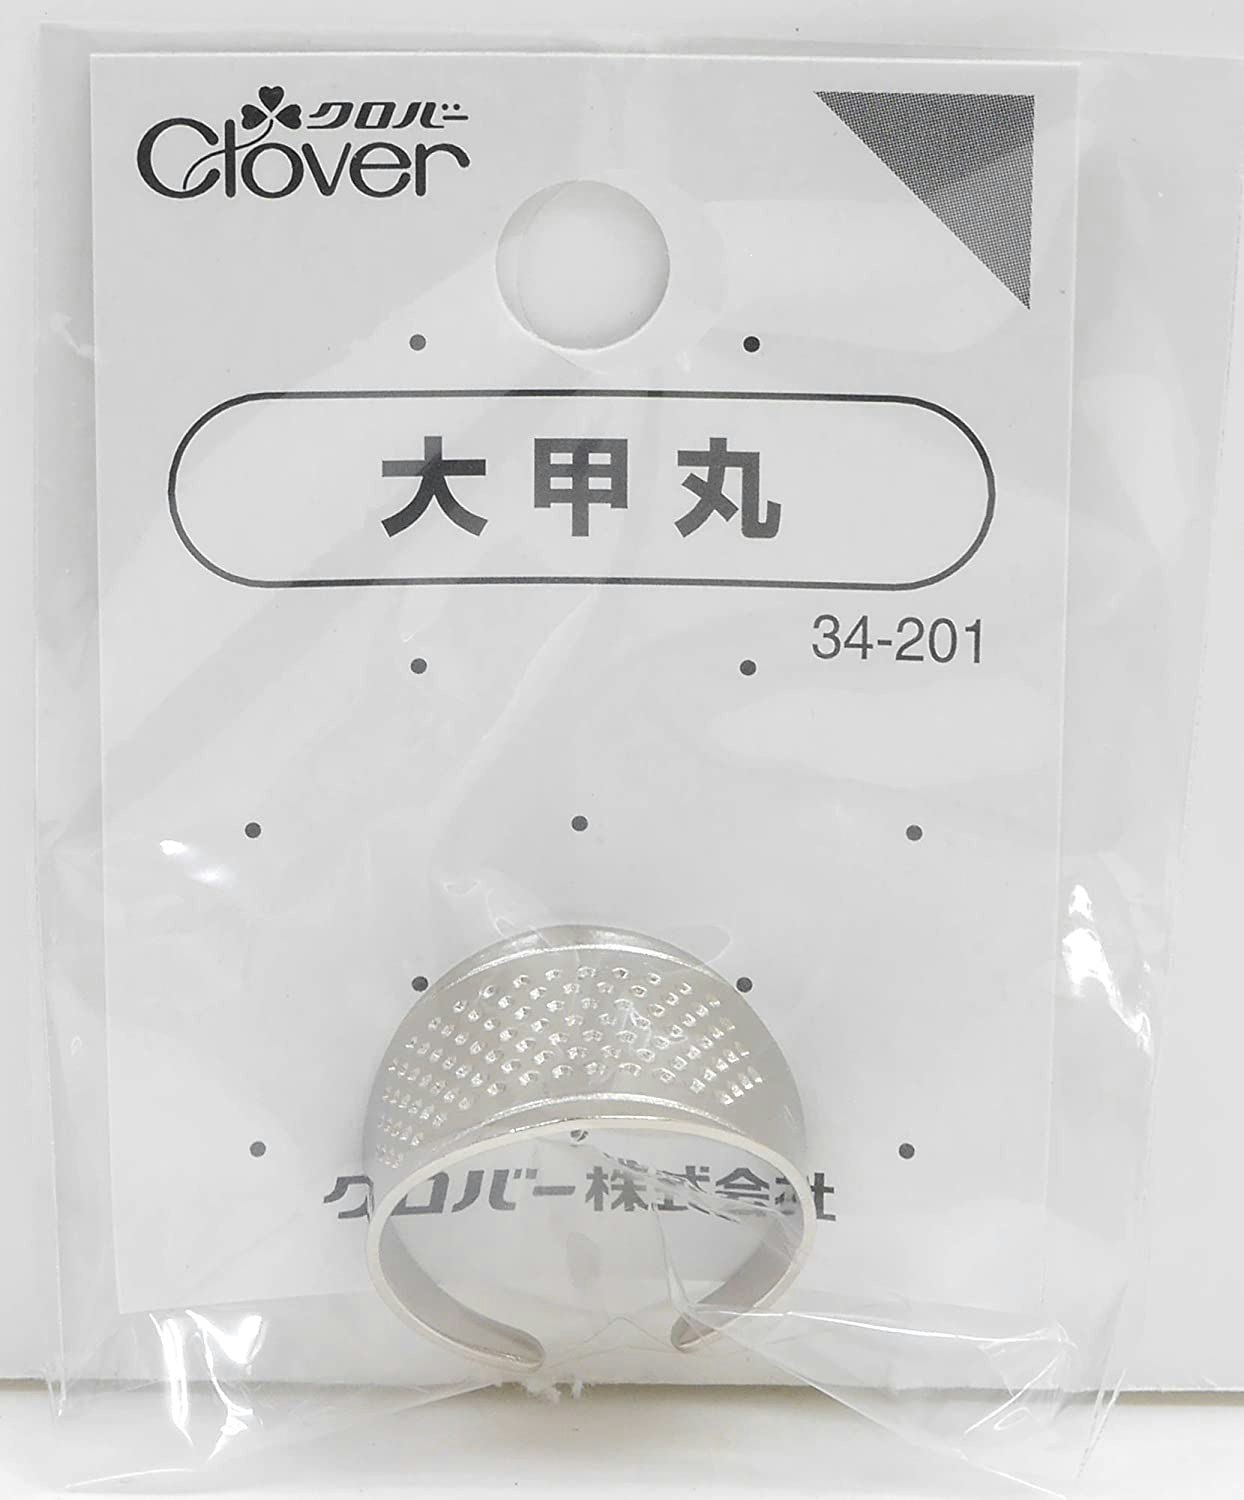 クロバー
Clover
大甲丸
34-201
クロバー株式会社